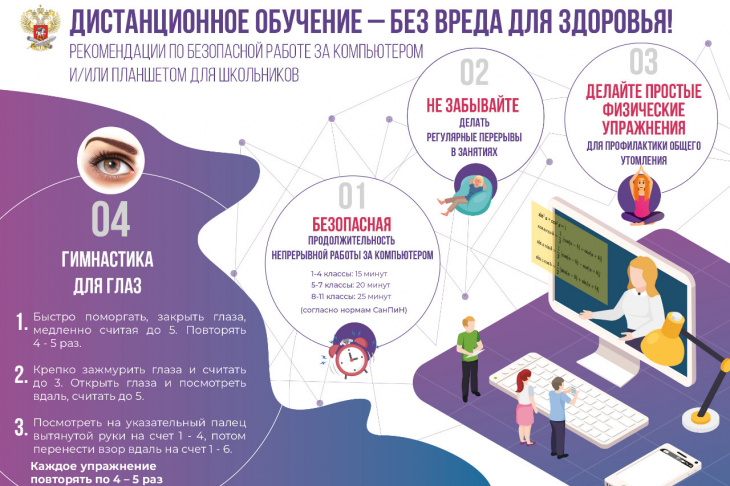 ДИСТАНЦИОННОЕ ОБУЧЕНИЕ – БЕЗ ВРЕДА ДЛЯ ЗДОРОВЬЯ!
РЕКОМЕНДАЦИИ ПО БЕЗОПАСНОЙ РАБОТЕ ЗА КОМПЬЮТЕРОМ
И/ИЛИ ПЛАНШЕТОМ ДЛЯ ШКОЛЬНИКОВ
01
БЕЗОПАСНАЯ
ПРОДОЛЖИТЕЛЬНОСТЬ
НЕПРЕРЫВНОЙ РАБОТЫ ЗА КОМПЬЮТЕРОМ
1-4 классы: 15 минут
5-7 классы: 20 минут
8-11 классы: 25 минут
(согласно нормам СанПиН)
02
НЕ ЗАБЫВАЙТЕ
ДЕЛАТЬ
РЕГУЛЯРНЫЕ ПЕРЕРЫВЫ
В ЗАНЯТИЯХ
03
ДЕЛАЙТЕ ПРОСТЫЕ
ФИЗИЧЕСКИЕ
УПРАЖНЕНИЯ
ДЛЯ ПРОФИЛАКТИКИ ОБЩЕГО
УТОМЛЕНИЯ
04
ГИМНАСТИКА
ДЛЯ ГЛАЗ
1. Быстро поморгать, закрыть глаза,
медленно считая до 5. Повторять
4 - 5 раз.
2. Крепко зажмурить глаза и считать
до 3. Открыть глаза и посмотреть
вдаль, считать до 5.
3. Посмотреть на указательный палец
вытянутой руки на счет 1 - 4, потом
перенести взор вдаль на счет 1 - 6.
Каждое упражнение
повторять по 4 – 5 раз